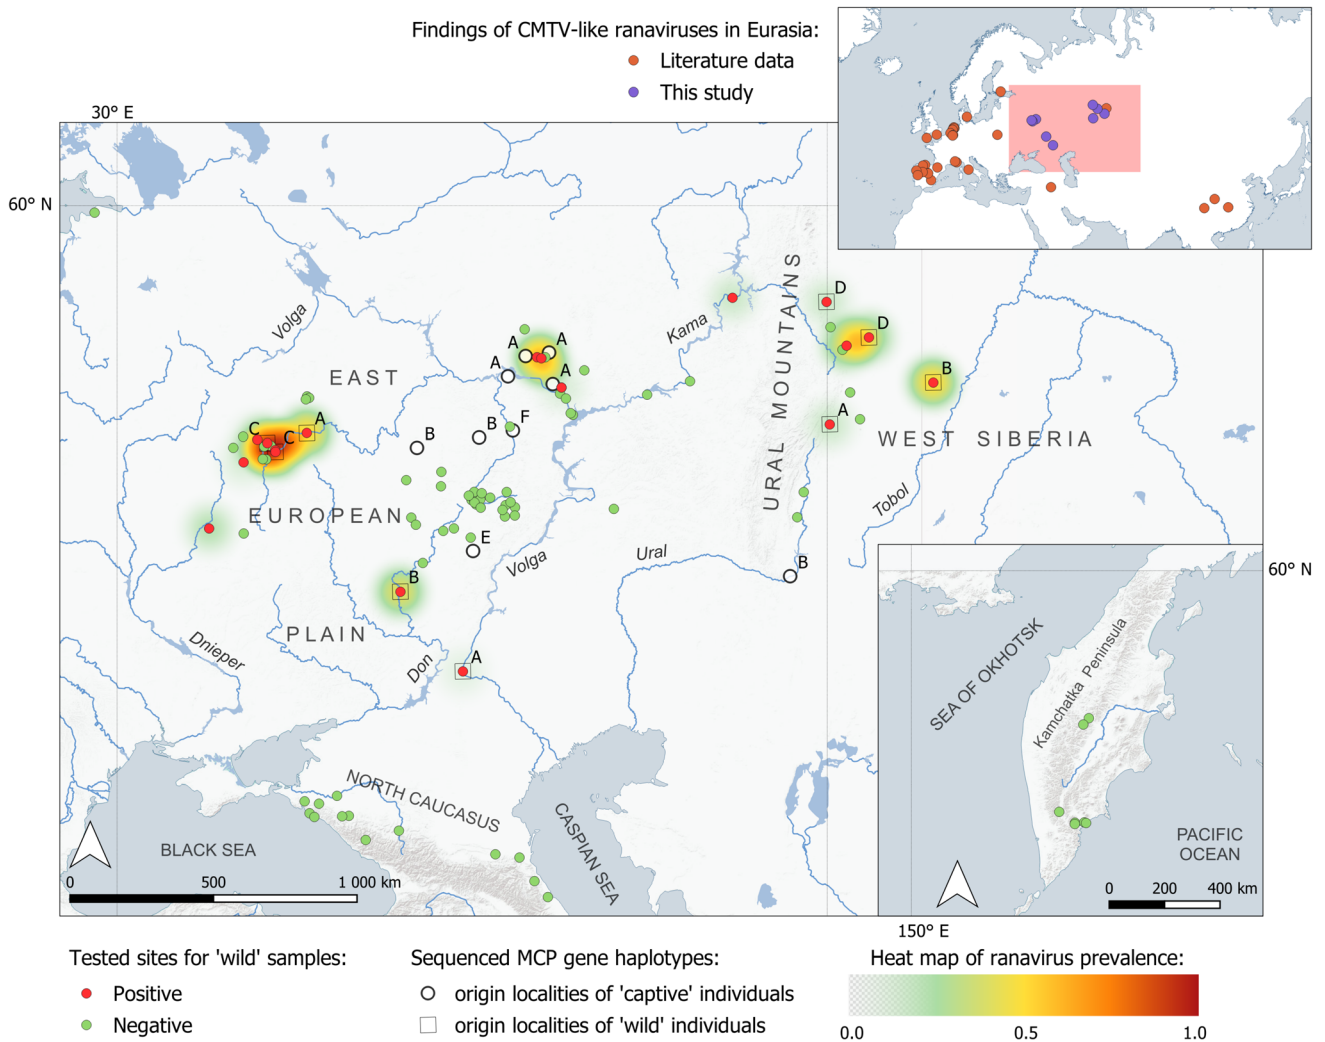 Findings of CMTV-like ranaviruses in Eurasia:
Literature data
This study
30° E
60° N
Volga
EAST
Kama
URAL MOUNTAINS
D
D
B
A
A
A
A
A
WEST SIBERIA
C
C
A
B
B
F
EUROPEAN
E
Volga
Ural
Tobol
B
B
PLAIN
Dnieper
Don
A
60° N
SEA OF OKHOTSK
Kamchatka Peninsula
NORTH CAUCASUS
CASPIAN SEA
BLACK SEA
PACIFIC
OCEAN
0 500 1 000 km
0 200 400 km
150° E
Tested sites for 'wild' samples:
Positive
Negative
Sequenced MCP gene haplotypes:
origin localities of 'captive' individuals
origin localities of 'wild' individuals
Heat map of ranavirus prevalence:
0.0 0.5 1.0